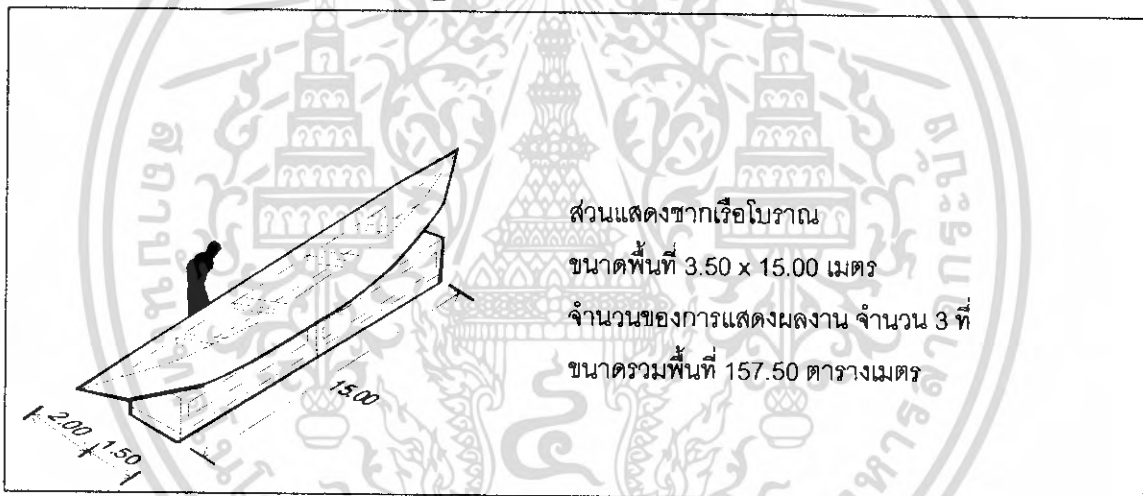 ส่วนแสดงซากเรือโบราณ
ขนาดพื้นที่ 3.50 x 15.00 เมตร
จำนวนของการแสดงผลงาน จำนวน 3 ที่
ขนาดรวมพื้นที่ 157.50 ตารางเมตร
15.00
2.00
1.50